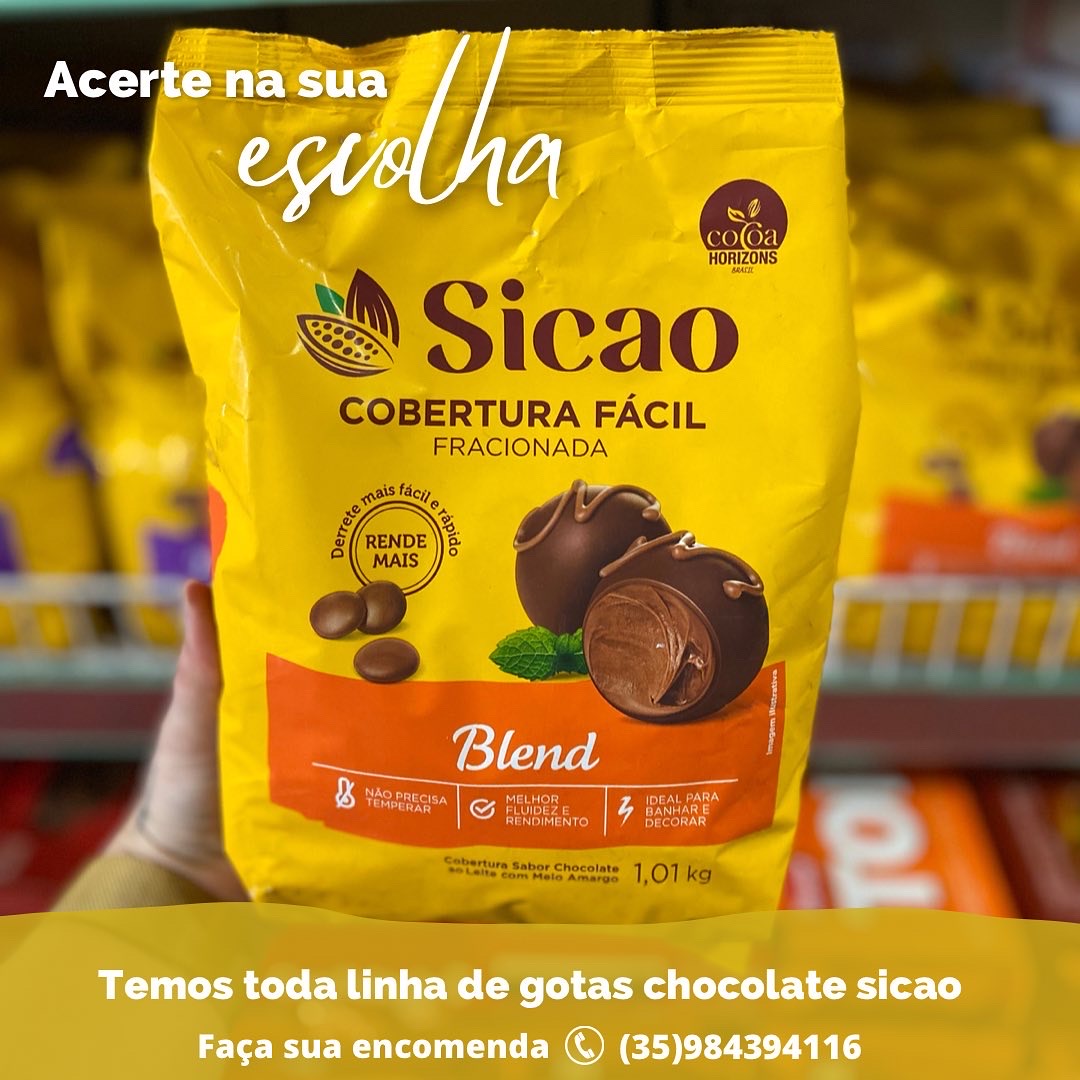 Acerte na sua
escolha
cocoa
HORIZONS
BRASIL
Sicao
COBERTURA FÁCIL
FRACIONADA
Derrete mais fácil e rápido
RENDE
MAIS
Imagem ilustrativa
Blend
NÃO PRECISA
TEMPERAR
MELHOR
FLUIDEZ E
RENDIMENTO
IDEAL PARA
BANHAR E
DECORAR
Cobertura Sabor Chocolate
ao Leite com Meio Amargo
1,01 kg
Blend
Temos toda linha de gotas chocolate sicao
Faça sua encomenda (35)984394116